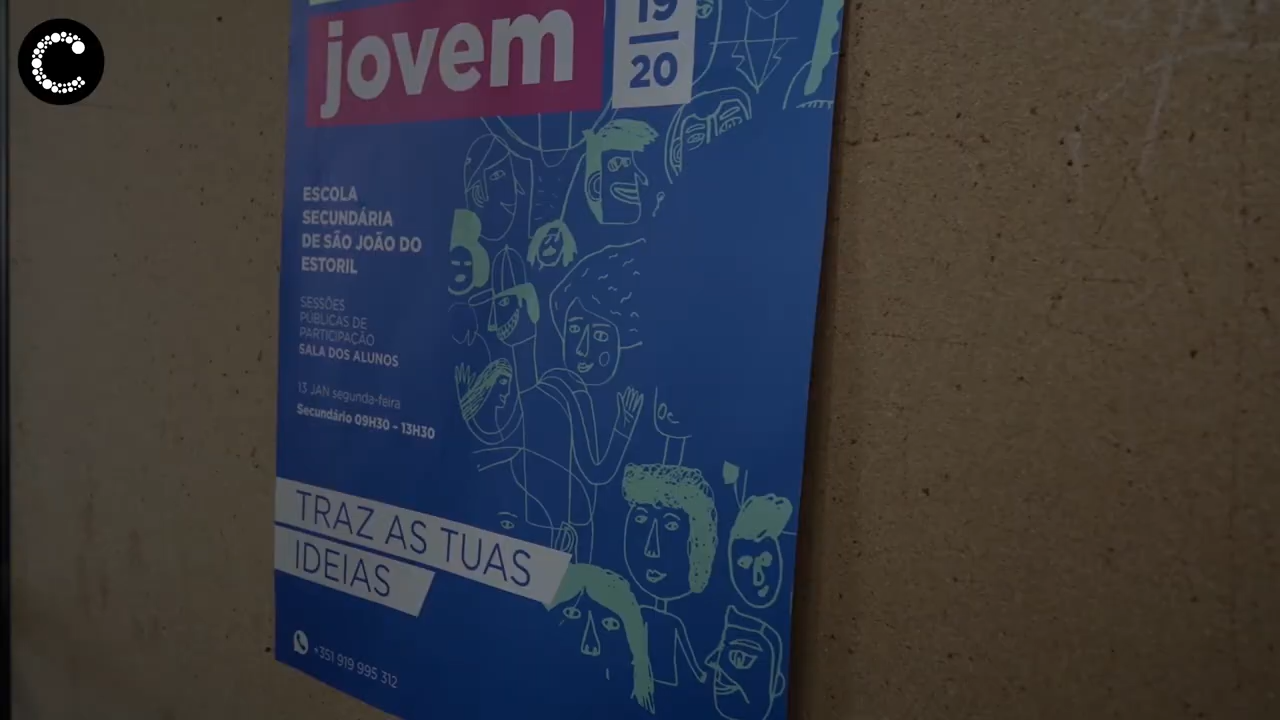 jovem
19
20
ESCOLA
SECUNDÁRIA
DE SÃO JOÃO DO
ESTORIL
SESSÕES
PÚBLICAS DE
PARTICIPAÇÃO
SALA DOS ALUNOS
13 JAN segunda-feira
Secundário 09H30 - 13H30
TRAZ AS TUAS
IDEIAS
+351 919 995 312